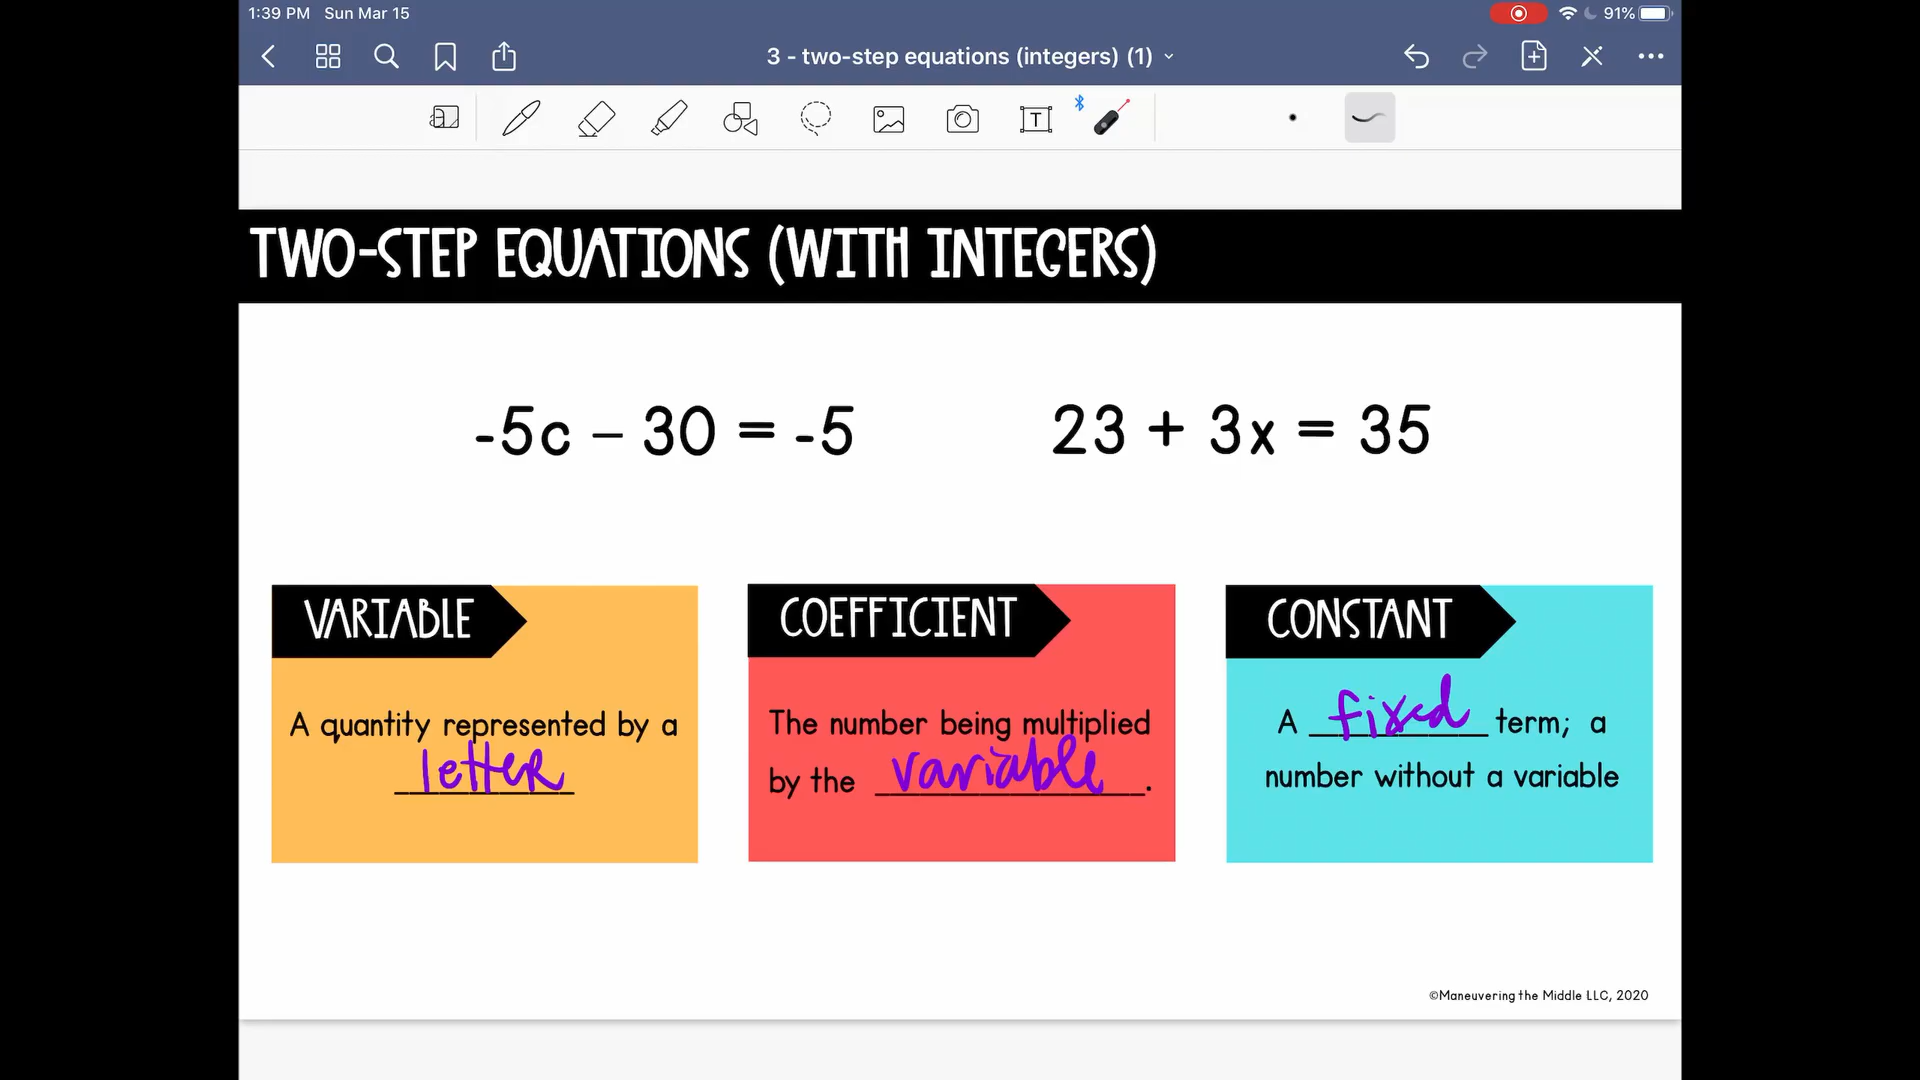 1:39 PM Sun Mar 15
91%
3 - two-step equations (integers) (1)
T
TWO-STEP EQUATIONS (WITH INTEGERS)
-5c – 30 = -5
23 + 3x = 35
VARIABLE
A quantity represented by a
letter
COEFFICIENT
The number being multiplied
by the variable.
CONSTANT
A fixed term; a
number without a variable
©Maneuvering the Middle LLC, 2020